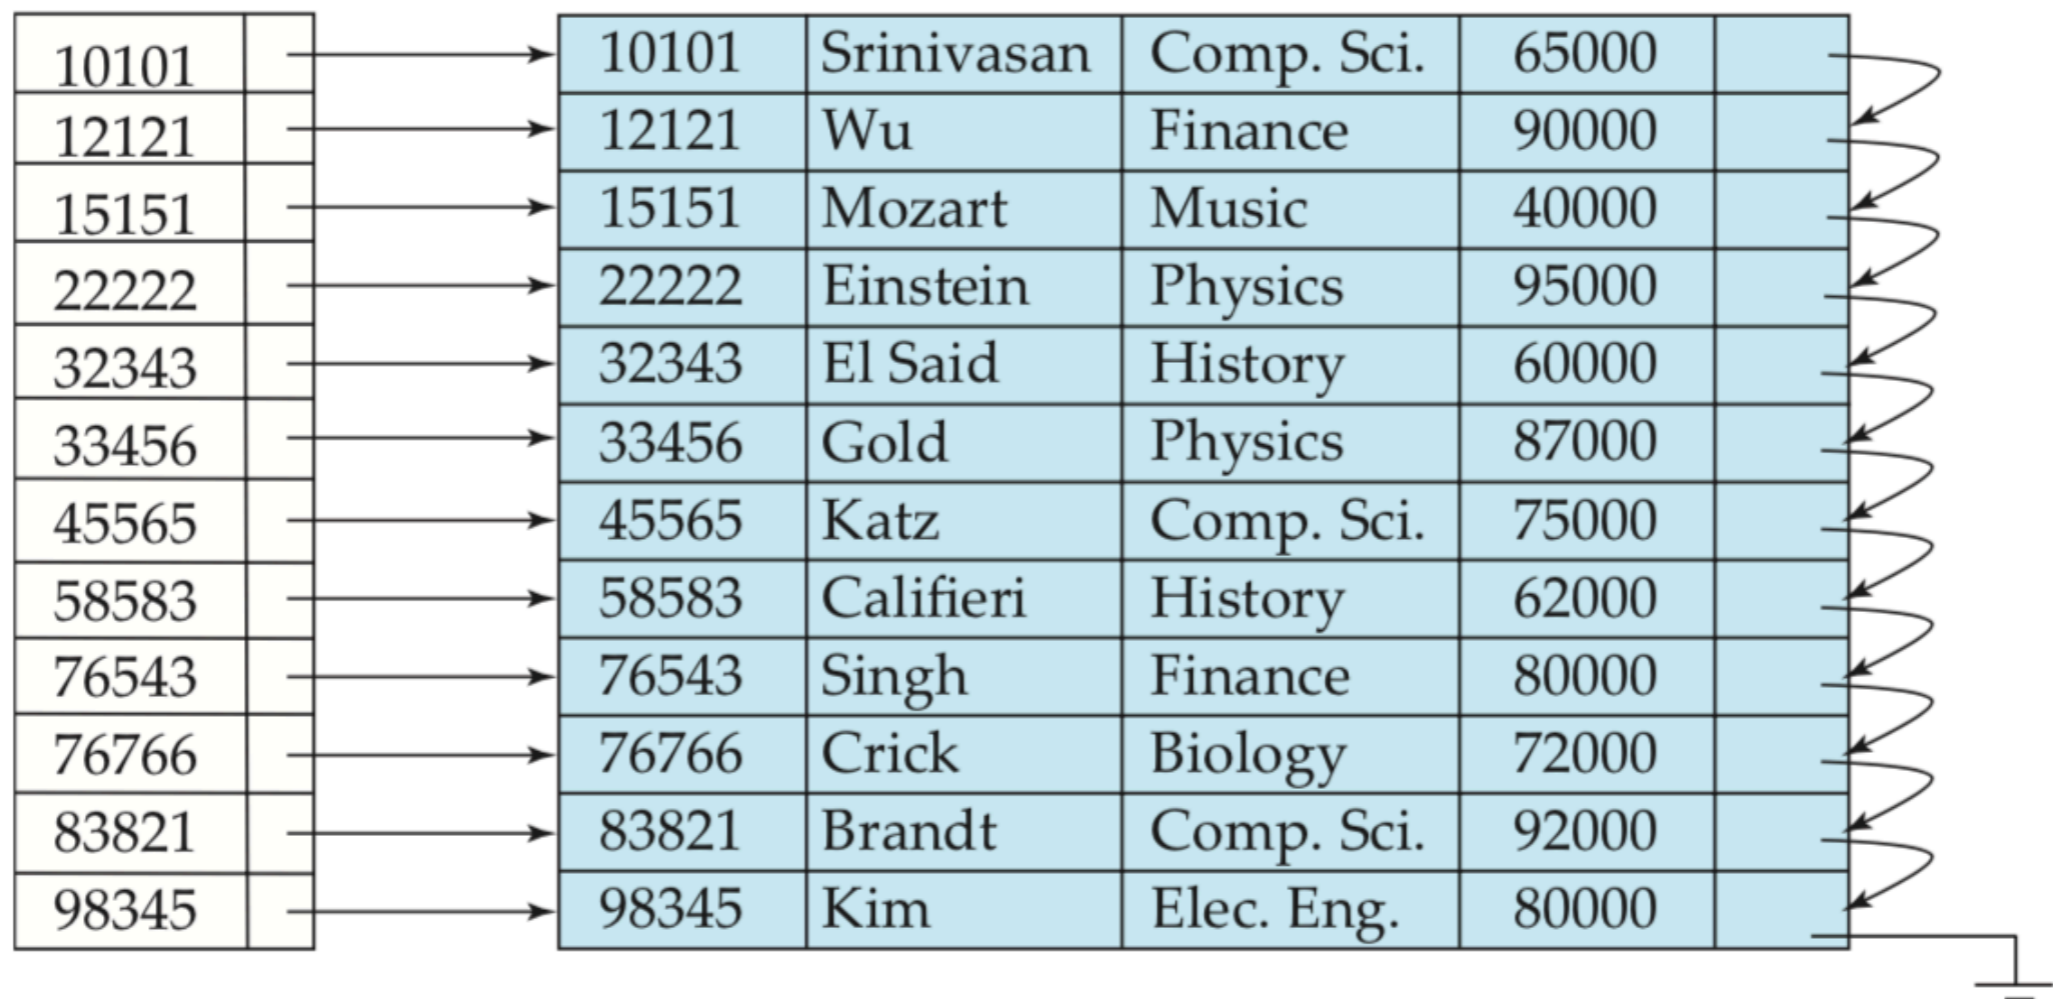 10101 10101 Srinivasan Comp. Sci. 65000
12121 12121 Wu Finance 90000
15151 15151 Mozart Music 40000
22222 22222 Einstein Physics 95000
32343 32343 El Said History 60000
33456 33456 Gold Physics 87000
45565 45565 Katz Comp. Sci. 75000
58583 58583 Califieri History 62000
76543 76543 Singh Finance 80000
76766 76766 Crick Biology 72000
83821 83821 Brandt Comp. Sci. 92000
98345 98345 Kim Elec. Eng. 80000